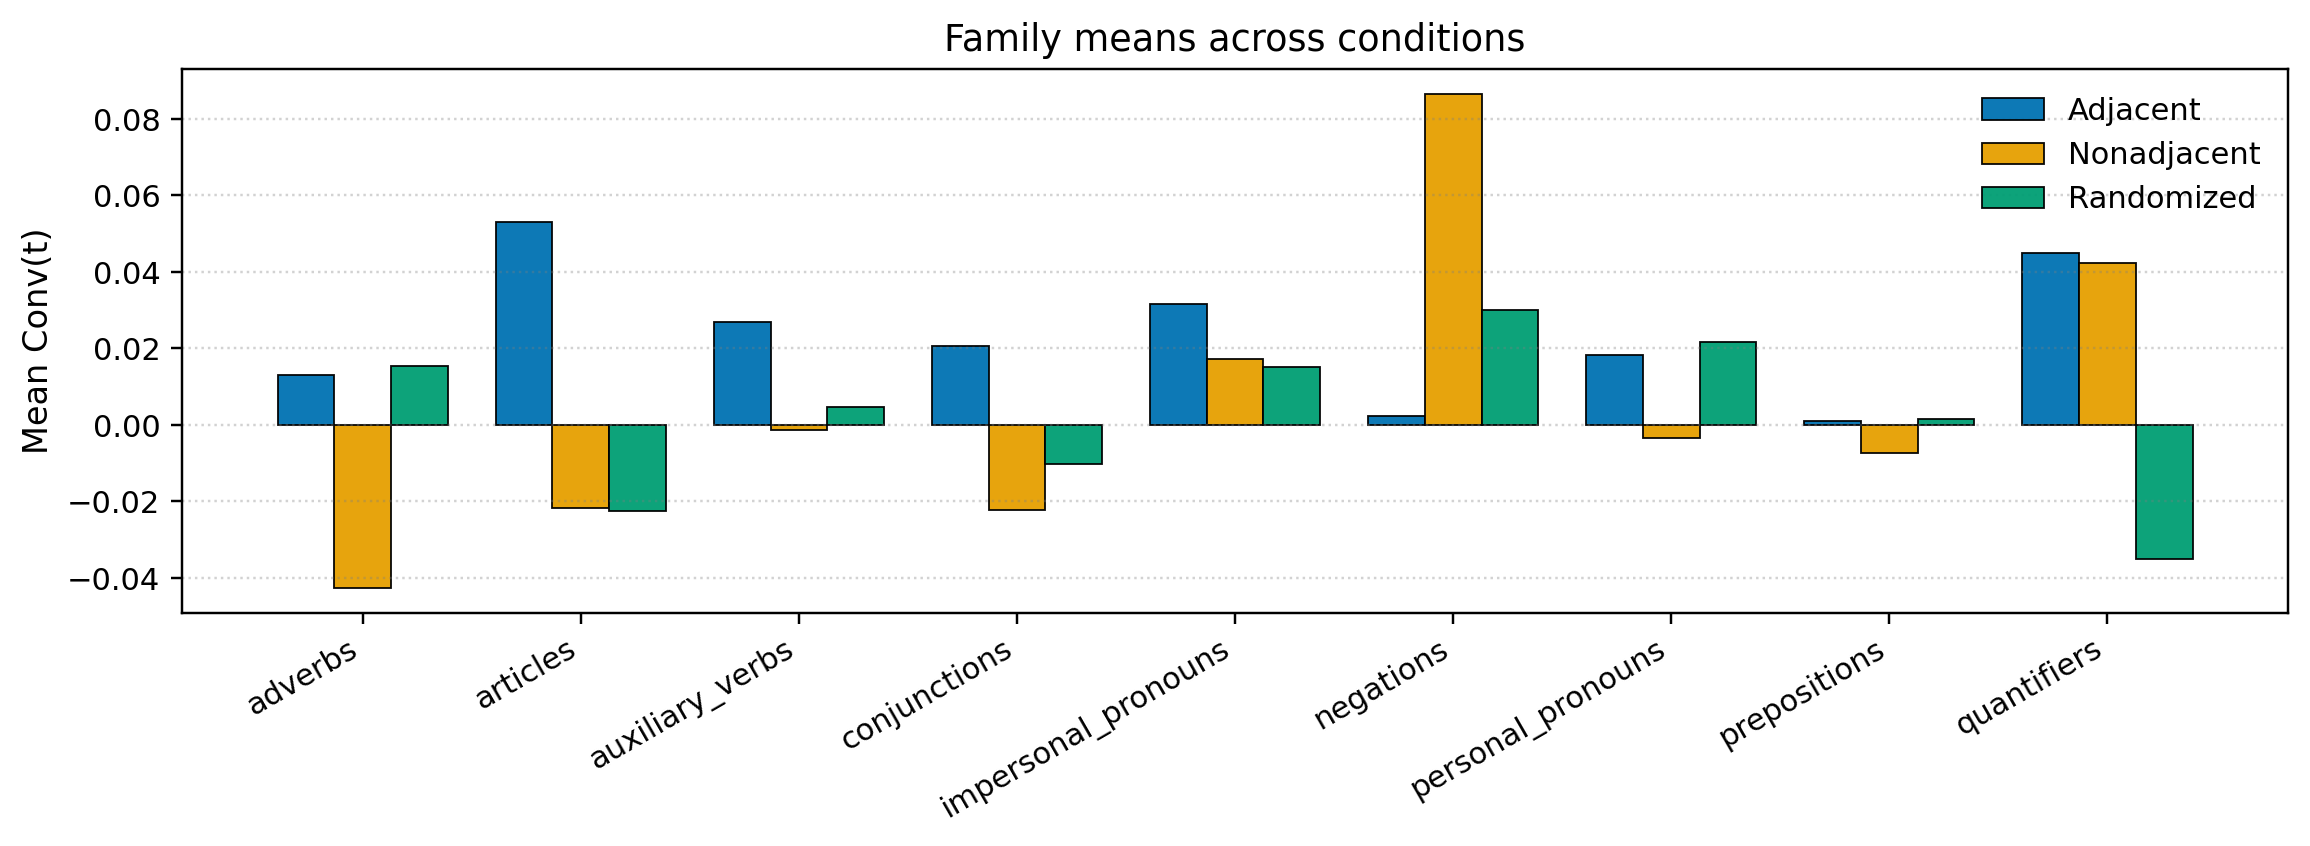 Family means across conditions
Mean Conv(t)
0.08
0.06
0.04
0.02
0.00
−0.02
−0.04
Adjacent
Nonadjacent
Randomized
adverbs
articles
auxiliary_verbs
conjunctions
impersonal_pronouns
negations
personal_pronouns
prepositions
quantifiers